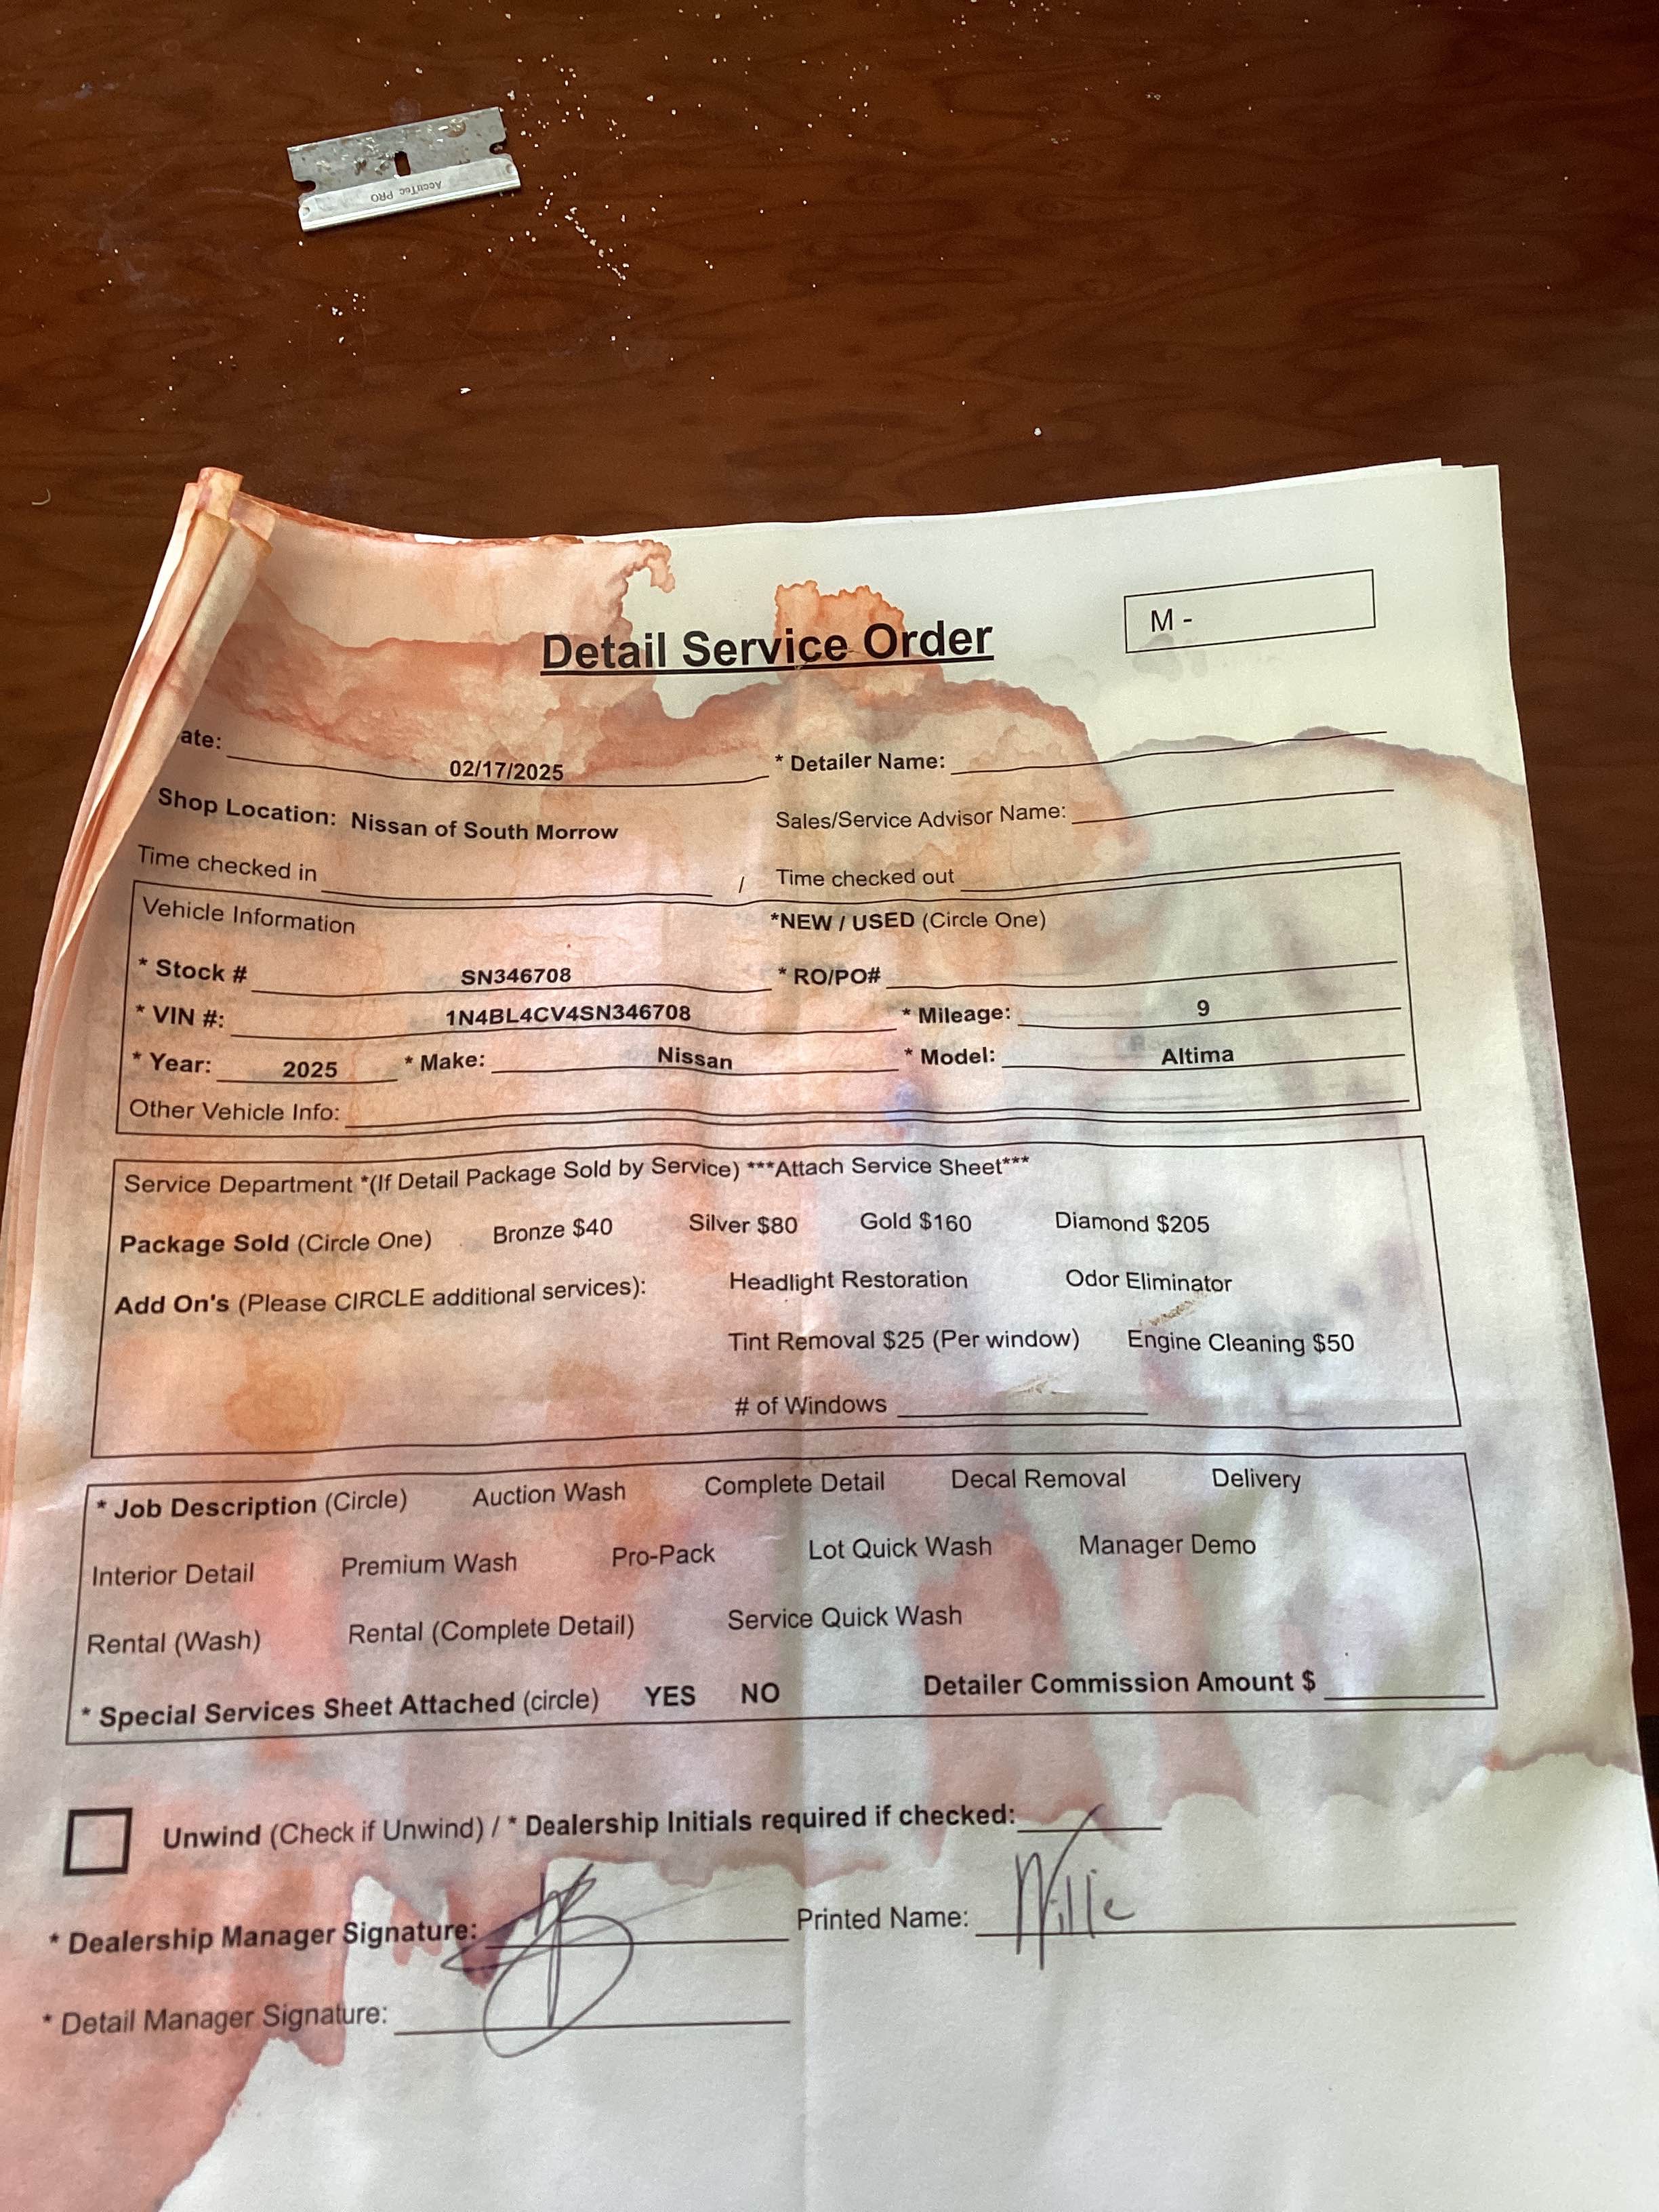 AccuTec PRO
M -
Detail Service Order
ate: 02/17/2025 * Detailer Name:
Shop Location: Nissan of South Morrow Sales/Service Advisor Name:
Time checked in / Time checked out
Vehicle Information *NEW / USED (Circle One)
* Stock # SN346708 * RO/PO#
* VIN #: 1N4BL4CV4SN346708 * Mileage: 9
* Year: 2025 * Make: Nissan * Model: Altima
Other Vehicle Info:
Service Department *(If Detail Package Sold by Service) ***Attach Service Sheet***
Package Sold (Circle One) Bronze $40 Silver $80 Gold $160 Diamond $205
Add On's (Please CIRCLE additional services): Headlight Restoration Odor Eliminator
Tint Removal $25 (Per window) Engine Cleaning $50
# of Windows
* Job Description (Circle) Auction Wash Complete Detail Decal Removal Delivery
Interior Detail Premium Wash Pro-Pack Lot Quick Wash Manager Demo
Rental (Wash) Rental (Complete Detail) Service Quick Wash
* Special Services Sheet Attached (circle) YES NO Detailer Commission Amount $
Unwind (Check if Unwind) / * Dealership Initials required if checked:
* Dealership Manager Signature: Printed Name: Willie
* Detail Manager Signature: